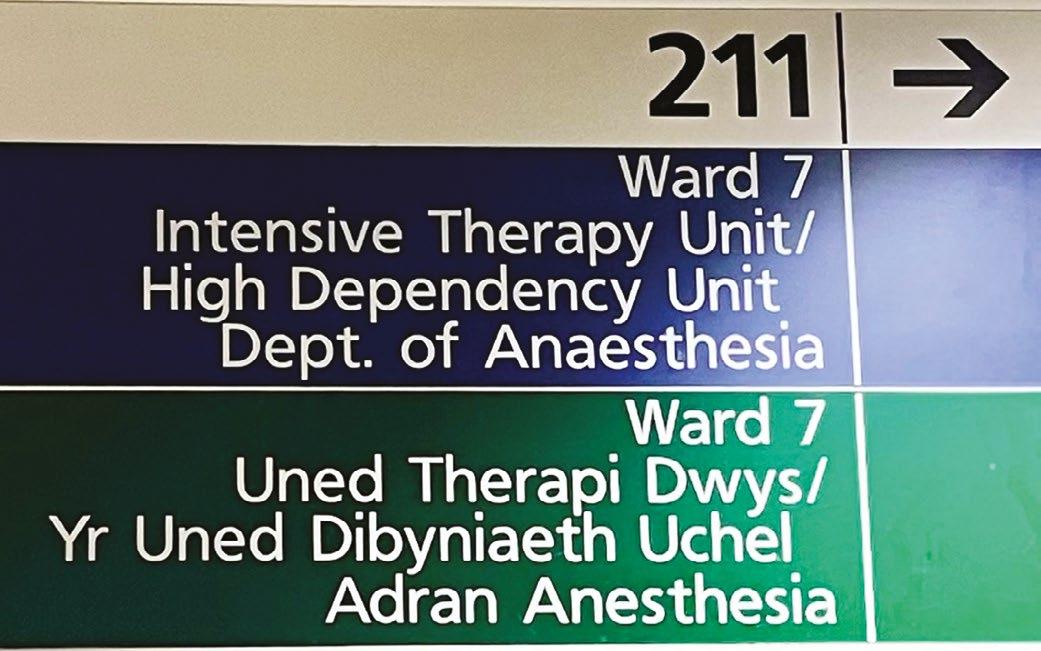 211 →
Ward 7
Intensive Therapy Unit/
High Dependency Unit
Dept. of Anaesthesia
Ward 7
Uned Therapi Dwys/
Yr Uned Dibyniaeth Uchel
Adran Anesthesia